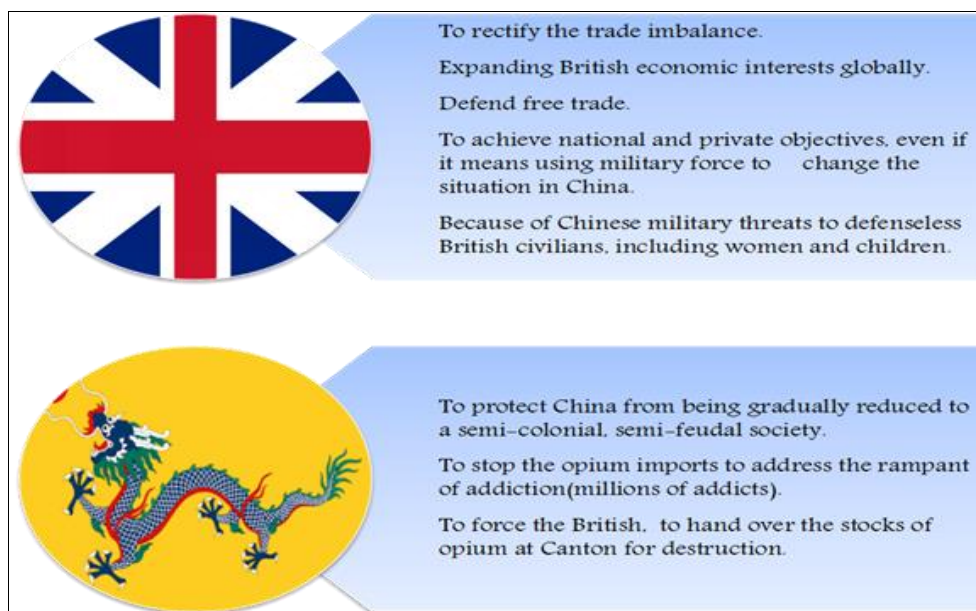 To rectify the trade imbalance.
Expanding British economic interests globally.
Defend free trade.
To achieve national and private objectives, even if
it means using military force to change the
situation in China.
Because of Chinese military threats to defenseless
British civilians, including women and children.
To protect China from being gradually reduced to
a semi-colonial, semi-feudal society.
To stop the opium imports to address the rampant
of addiction(millions of addicts).
To force the British, to hand over the stocks of
opium at Canton for destruction.